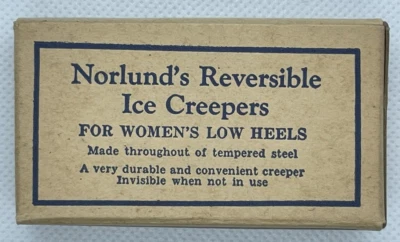 Norlund's Reversible
Ice Creepers
FOR WOMEN'S LOW HEELS
Made throughout of tempered steel
A very durable and convenient creeper
Invisible when not in use